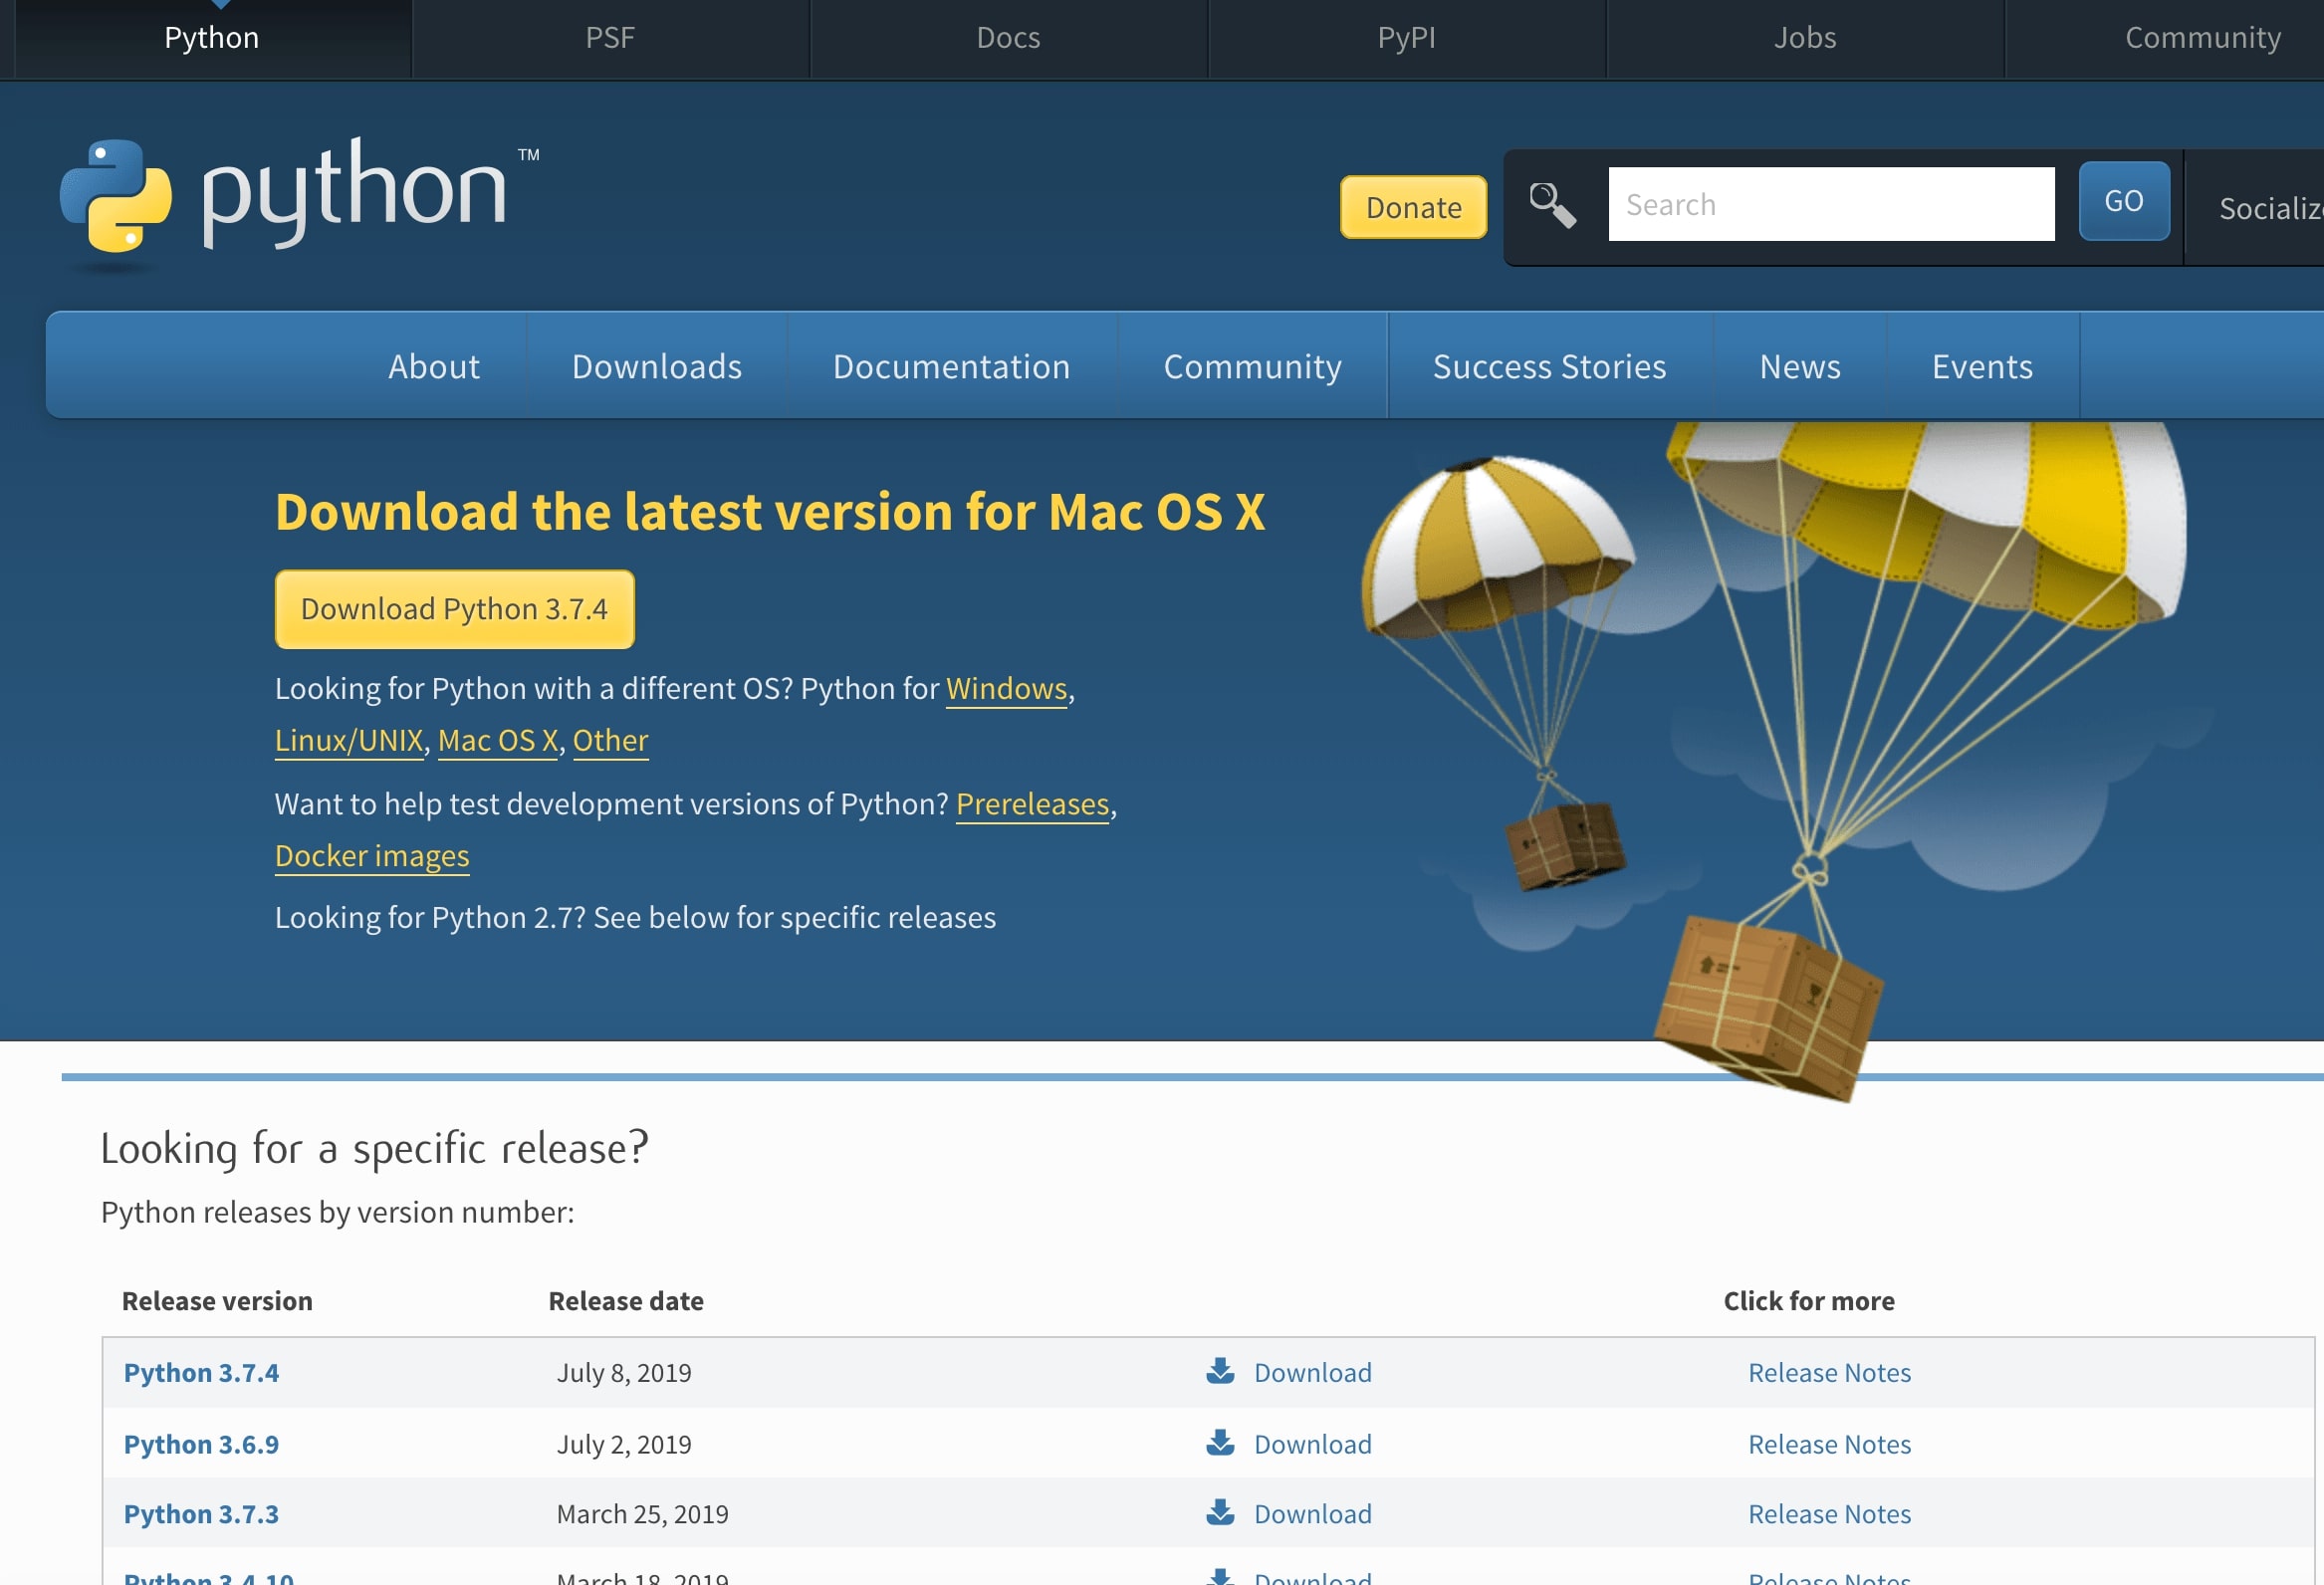 Python PSF Docs PyPI Jobs Community
python™
Donate Search GO
About Downloads Documentation Community Success Stories News Events
Download the latest version for Mac OS X
Download Python 3.7.4
Looking for Python with a different OS? Python for Windows,
Linux/UNIX, Mac OS X, Other
Want to help test development versions of Python? Prereleases,
Docker images
Looking for Python 2.7? See below for specific releases
Looking for a specific release?
Python releases by version number:
Release version Release date Click for more
Python 3.7.4 July 8, 2019 Download Release Notes
Python 3.6.9 July 2, 2019 Download Release Notes
Python 3.7.3 March 25, 2019 Download Release Notes
Python 3.4.10 March 18, 2019 Download Release Notes